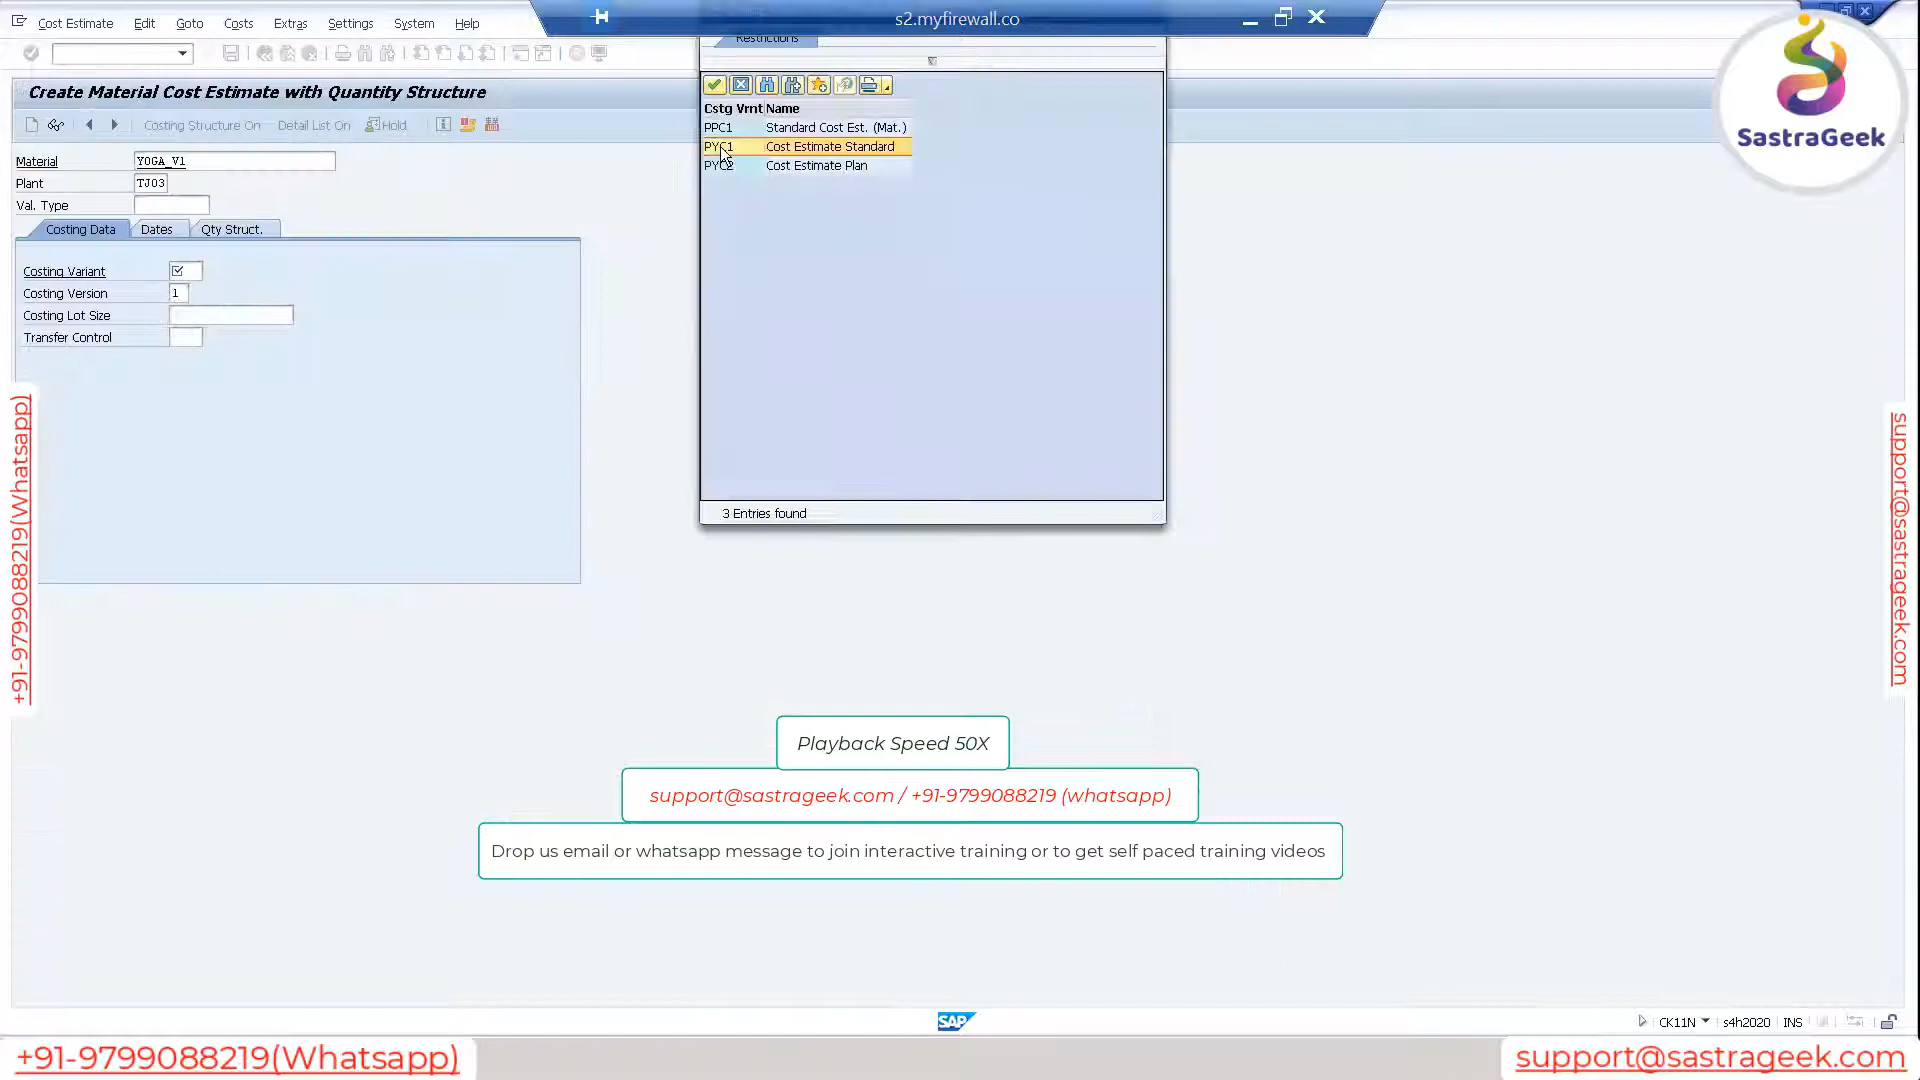 Cost Estimate Edit Goto Costs Extras Settings System Help
s2.myfirewall.co
Restrictions
Create Material Cost Estimate with Quantity Structure
Costing Structure On Detail List On Hold
Material YOGA_V1
Plant TJ03
Val. Type
Costing Data Dates Qty Struct.
Costing Variant
Costing Version 1
Costing Lot Size
Transfer Control
Cstg Vrnt Name
PPC1 Standard Cost Est. (Mat.)
PYC1 Cost Estimate Standard
PYC2 Cost Estimate Plan
3 Entries found
SastraGeek
+91-9799088219(Whatsapp)
support@sastrageek.com
Playback Speed 50X
support@sastrageek.com / +91-9799088219 (whatsapp)
Drop us email or whatsapp message to join interactive training or to get self paced training videos
SAP
CK11N s4h2020 INS
+91-9799088219(Whatsapp)
support@sastrageek.com